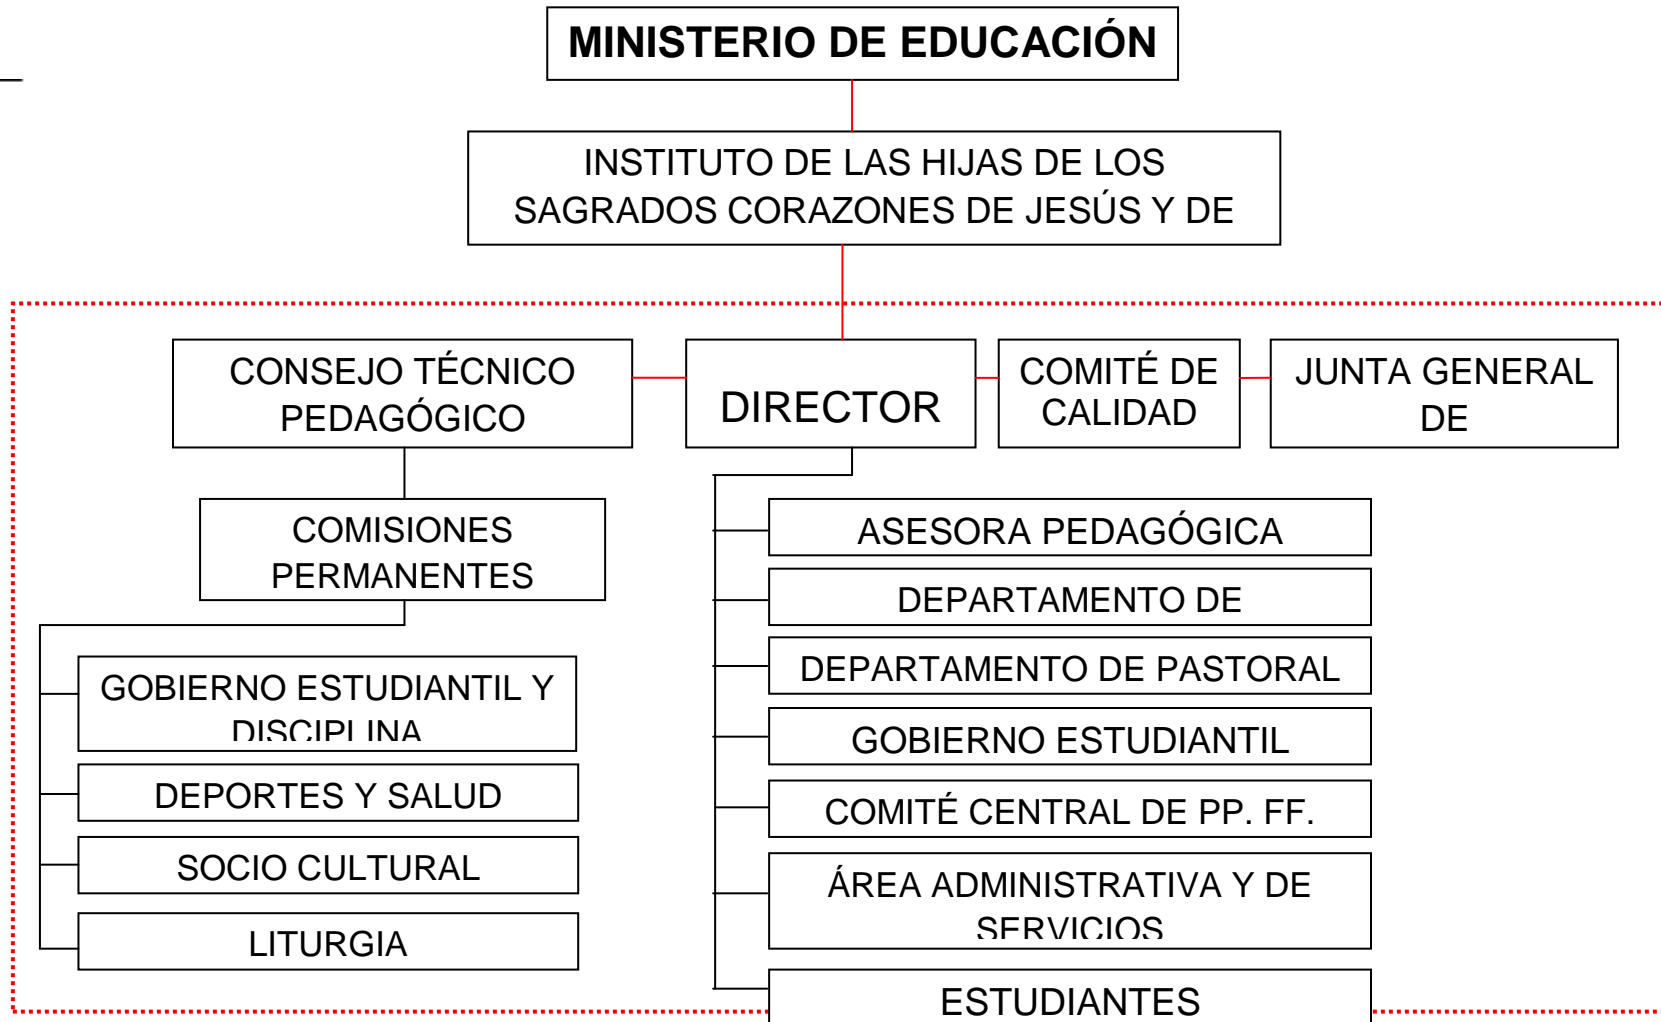 MINISTERIO DE EDUCACIÓN
INSTITUTO DE LAS HIJAS DE LOS
SAGRADOS CORAZONES DE JESÚS Y DE
CONSEJO TÉCNICO
PEDAGÓGICO
DIRECTOR
COMITÉ DE
CALIDAD
JUNTA GENERAL
DE
COMISIONES
PERMANENTES
GOBIERNO ESTUDIANTIL Y
DISCIPLINA
DEPORTES Y SALUD
SOCIO CULTURAL
LITURGIA
ASESORA PEDAGÓGICA
DEPARTAMENTO DE
DEPARTAMENTO DE PASTORAL
GOBIERNO ESTUDIANTIL
COMITÉ CENTRAL DE PP. FF.
ÁREA ADMINISTRATIVA Y DE
SERVICIOS
ESTUDIANTES